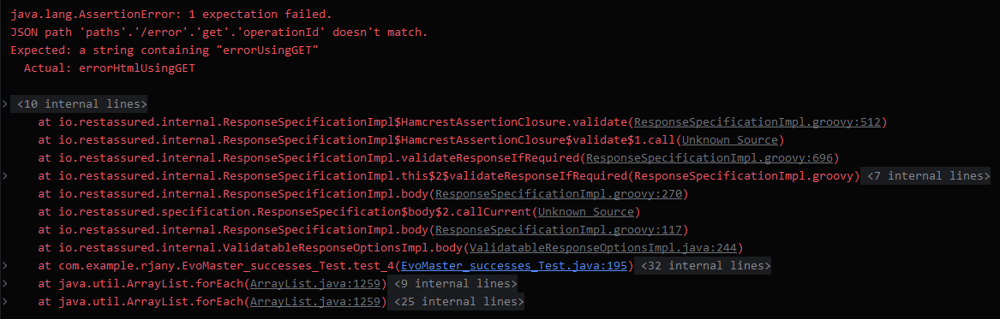 java.lang.AssertionError: 1 expectation failed.
JSON path 'paths'.'/error'.'get'.'operationId' doesn't match.
Expected: a string containing "errorUsingGET"
Actual: errorHtmlUsingGET
> <10 internal lines>
at io.restassured.internal.ResponseSpecificationImpl$HamcrestAssertionClosure.validate(ResponseSpecificationImpl.groovy:512)
at io.restassured.internal.ResponseSpecificationImpl$HamcrestAssertionClosure$validate$1.call(Unknown Source)
at io.restassured.internal.ResponseSpecificationImpl.validateResponseIfRequired(ResponseSpecificationImpl.groovy:696)
> at io.restassured.internal.ResponseSpecificationImpl.this$2$validateResponseIfRequired(ResponseSpecificationImpl.groovy) <7 internal lines>
at io.restassured.internal.ResponseSpecificationImpl.body(ResponseSpecificationImpl.groovy:270)
at io.restassured.specification.ResponseSpecification$body$2.callCurrent(Unknown Source)
at io.restassured.internal.ResponseSpecificationImpl.body(ResponseSpecificationImpl.groovy:117)
at io.restassured.internal.ValidatableResponseOptionsImpl.body(ValidatableResponseOptionsImpl.java:244)
> at com.example.rjany.EvoMaster_successes_Test.test_4(EvoMaster_successes_Test.java:195) <32 internal lines>
> at java.util.ArrayList.forEach(ArrayList.java:1259) <9 internal lines>
> at java.util.ArrayList.forEach(ArrayList.java:1259) <25 internal lines>